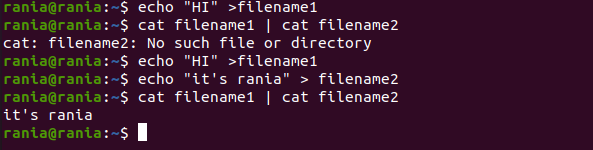 rania@rania:~$ echo "HI" >filename1
rania@rania:~$ cat filename1 | cat filename2
cat: filename2: No such file or directory
rania@rania:~$ echo "HI" >filename1
rania@rania:~$ echo "it's rania" > filename2
rania@rania:~$ cat filename1 | cat filename2
it's rania
rania@rania:~$